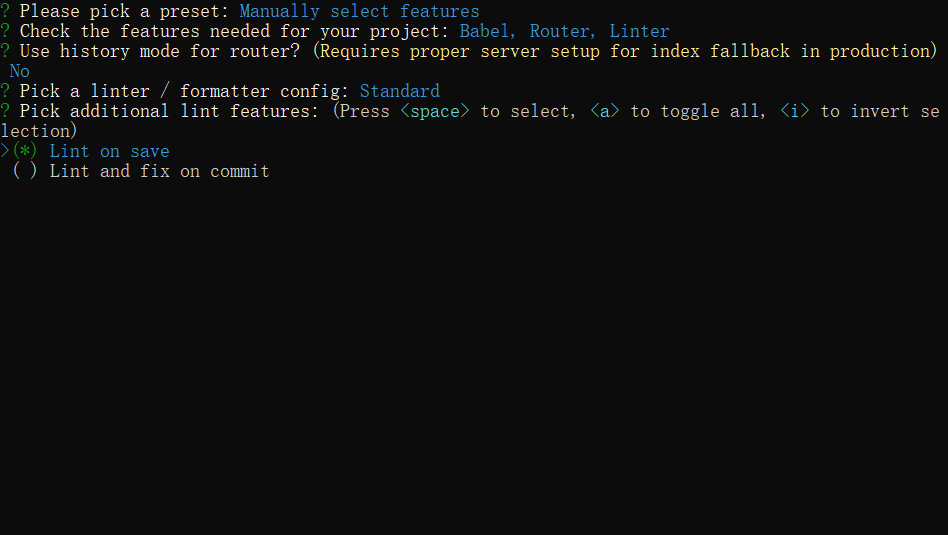 ? Please pick a preset: Manually select features
? Check the features needed for your project: Babel, Router, Linter
? Use history mode for router? (Requires proper server setup for index fallback in production)
 No
? Pick a linter / formatter config: Standard
? Pick additional lint features: (Press <space> to select, <a> to toggle all, <i> to invert se
lection)
>(*) Lint on save
 ( ) Lint and fix on commit